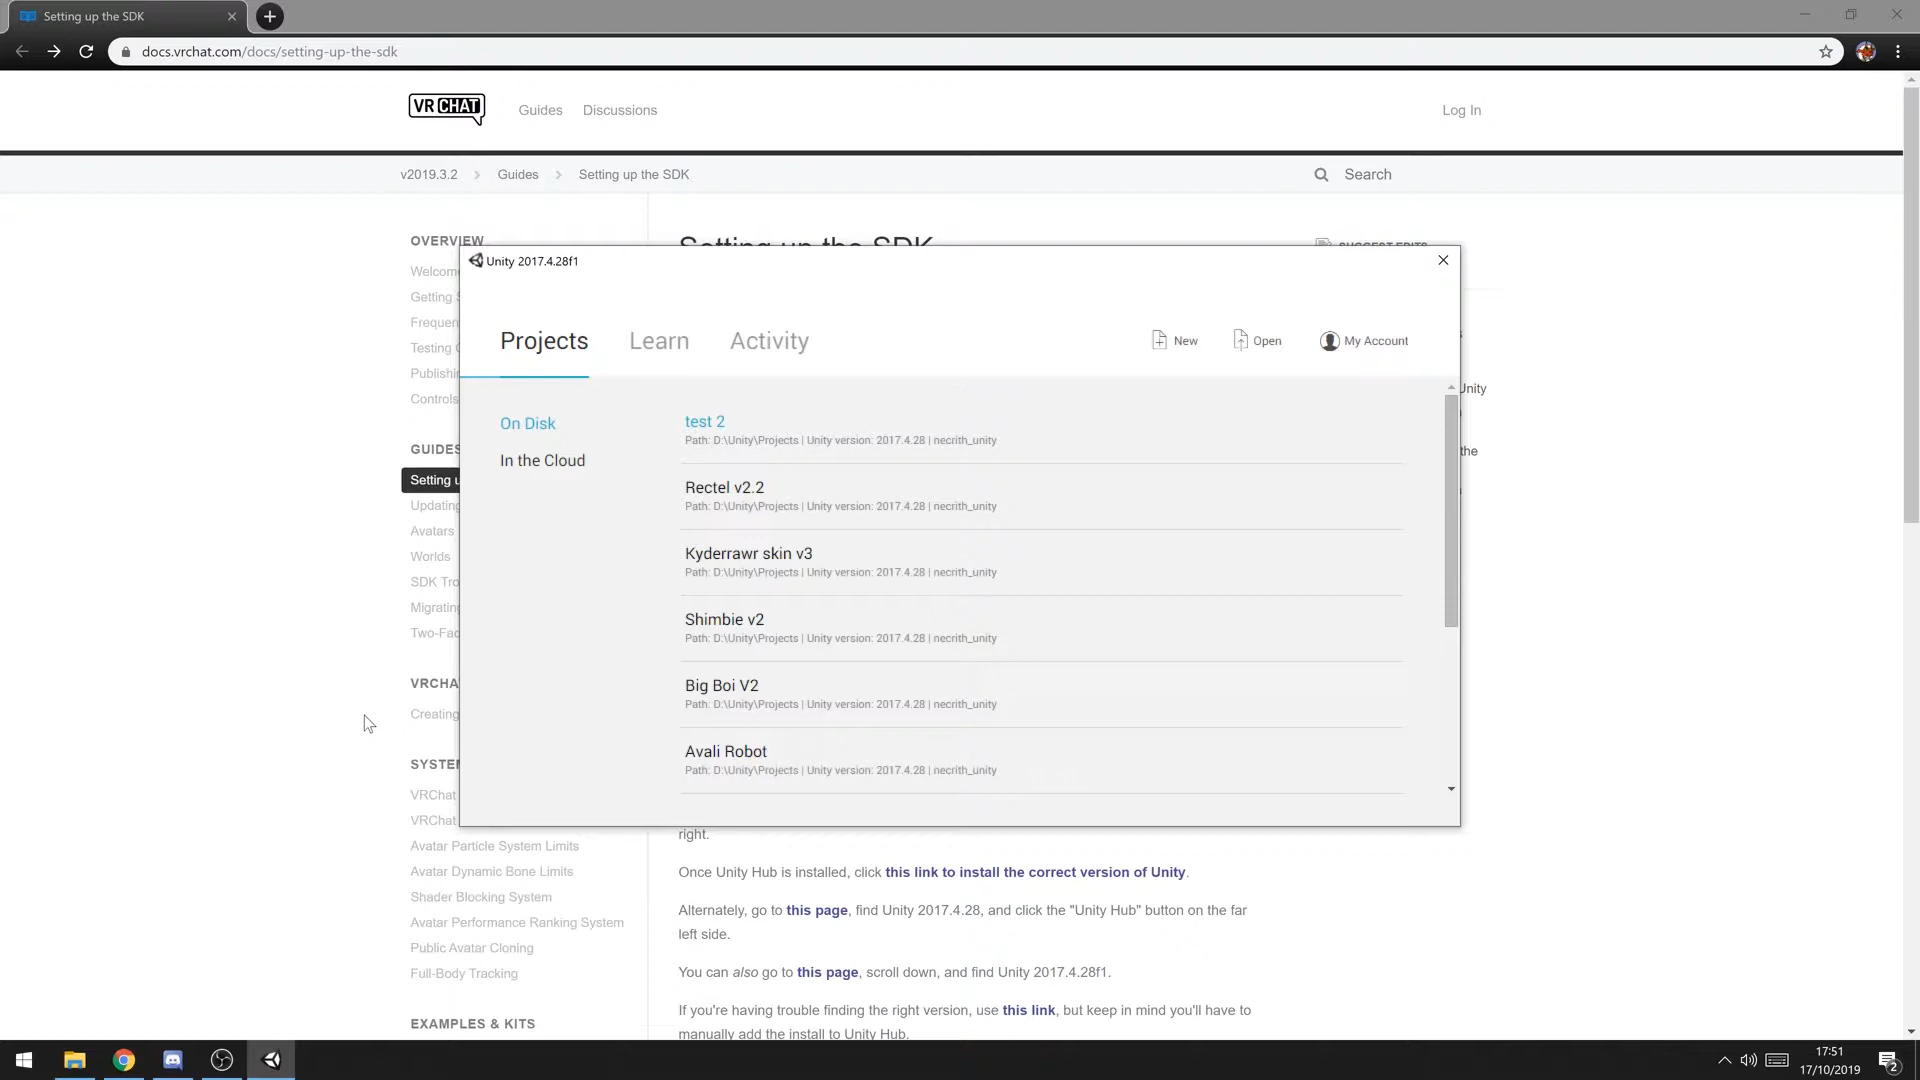 Setting up the SDK
docs.vrchat.com/docs/setting-up-the-sdk
VR CHAT
Guides
Discussions
Log In
v2019.3.2
Guides
Setting up the SDK
Search
Setting up the SDK
SUGGEST EDITS
OVERVIEW
Welcome
Getting
Frequen
Testing
Publishi
Controls
GUIDES
Setting u
Updating
Avatars
Worlds
SDK Tro
Migrating
Two-Fac
VRCHA
Creating
SYSTEM
VRChat
VRChat
Avatar Particle System Limits
Avatar Dynamic Bone Limits
Shader Blocking System
Avatar Performance Ranking System
Public Avatar Cloning
Full-Body Tracking
EXAMPLES & KITS
Unity 2017.4.28f1
Projects
Learn
Activity
New
Open
My Account
On Disk
In the Cloud
test 2
Path: D:\Unity\Projects | Unity version: 2017.4.28 | necrith_unity
Rectel v2.2
Path: D:\Unity\Projects | Unity version: 2017.4.28 | necrith_unity
Kyderrawr skin v3
Path: D:\Unity\Projects | Unity version: 2017.4.28 | necrith_unity
Shimbie v2
Path: D:\Unity\Projects | Unity version: 2017.4.28 | necrith_unity
Big Boi V2
Path: D:\Unity\Projects | Unity version: 2017.4.28 | necrith_unity
Avali Robot
Path: D:\Unity\Projects | Unity version: 2017.4.28 | necrith_unity
Unity
the
right.
Once Unity Hub is installed, click this link to install the correct version of Unity.
Alternately, go to this page, find Unity 2017.4.28, and click the "Unity Hub" button on the far
left side.
You can also go to this page, scroll down, and find Unity 2017.4.28f1.
If you're having trouble finding the right version, use this link, but keep in mind you'll have to
manually add the install to Unity Hub.
17:51
17/10/2019
2